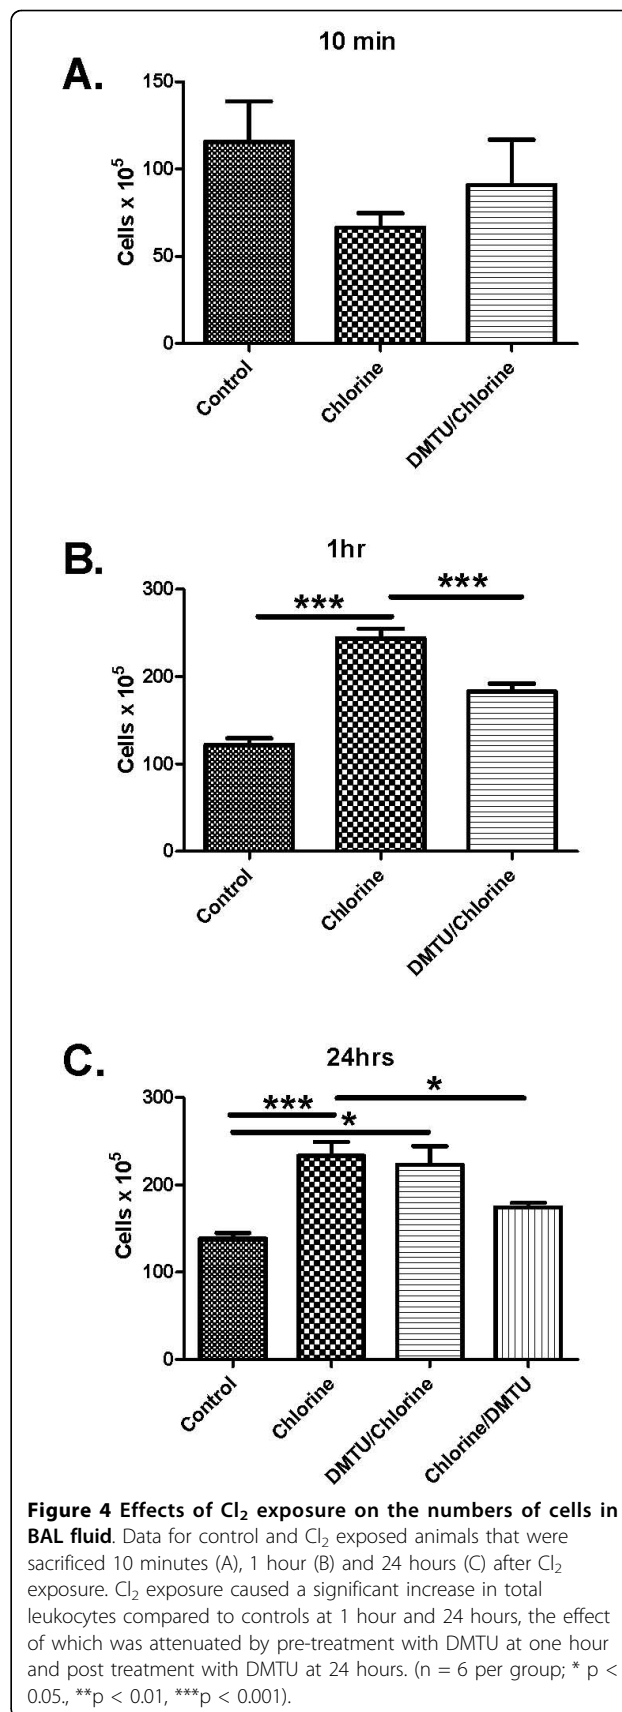 10 min
A.
150
100
50
0
Cells x 10⁵
Control
Chlorine
DMTU/Chlorine
1hr
B.
300
200
100
0
Cells x 10⁵
***
***
Control
Chlorine
DMTU/Chlorine
24hrs
C.
300
200
100
0
Cells x 10⁵
***
*
*
Control
Chlorine
DMTU/Chlorine
Chlorine/DMTU
Figure 4 Effects of Cl₂ exposure on the numbers of cells in
BAL fluid. Data for control and Cl₂ exposed animals that were
sacrificed 10 minutes (A), 1 hour (B) and 24 hours (C) after Cl₂
exposure. Cl₂ exposure caused a significant increase in total
leukocytes compared to controls at 1 hour and 24 hours, the effect
of which was attenuated by pre-treatment with DMTU at one hour
and post treatment with DMTU at 24 hours. (n = 6 per group; * p <
0.05., **p < 0.01, ***p < 0.001).